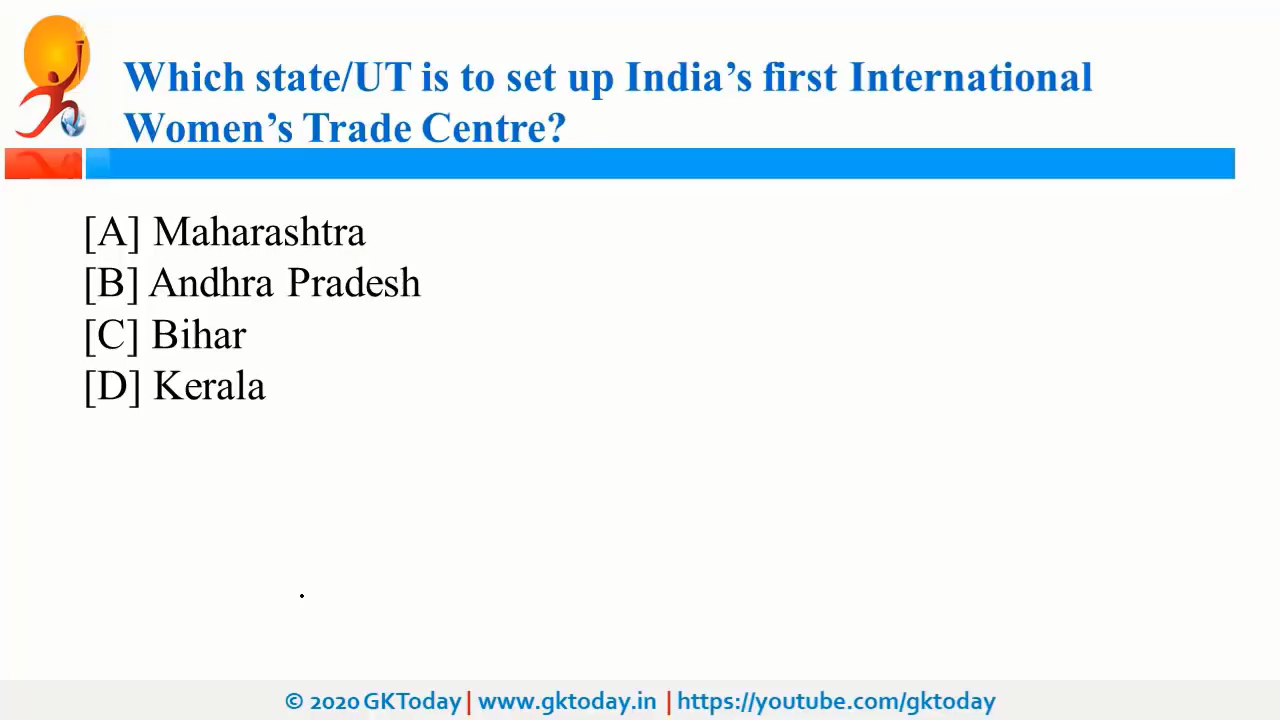 Which state/UT is to set up India’s first International
Women’s Trade Centre?
[A] Maharashtra
[B] Andhra Pradesh
[C] Bihar
[D] Kerala
© 2020 GKToday | www.gktoday.in | https://youtube.com/gktoday